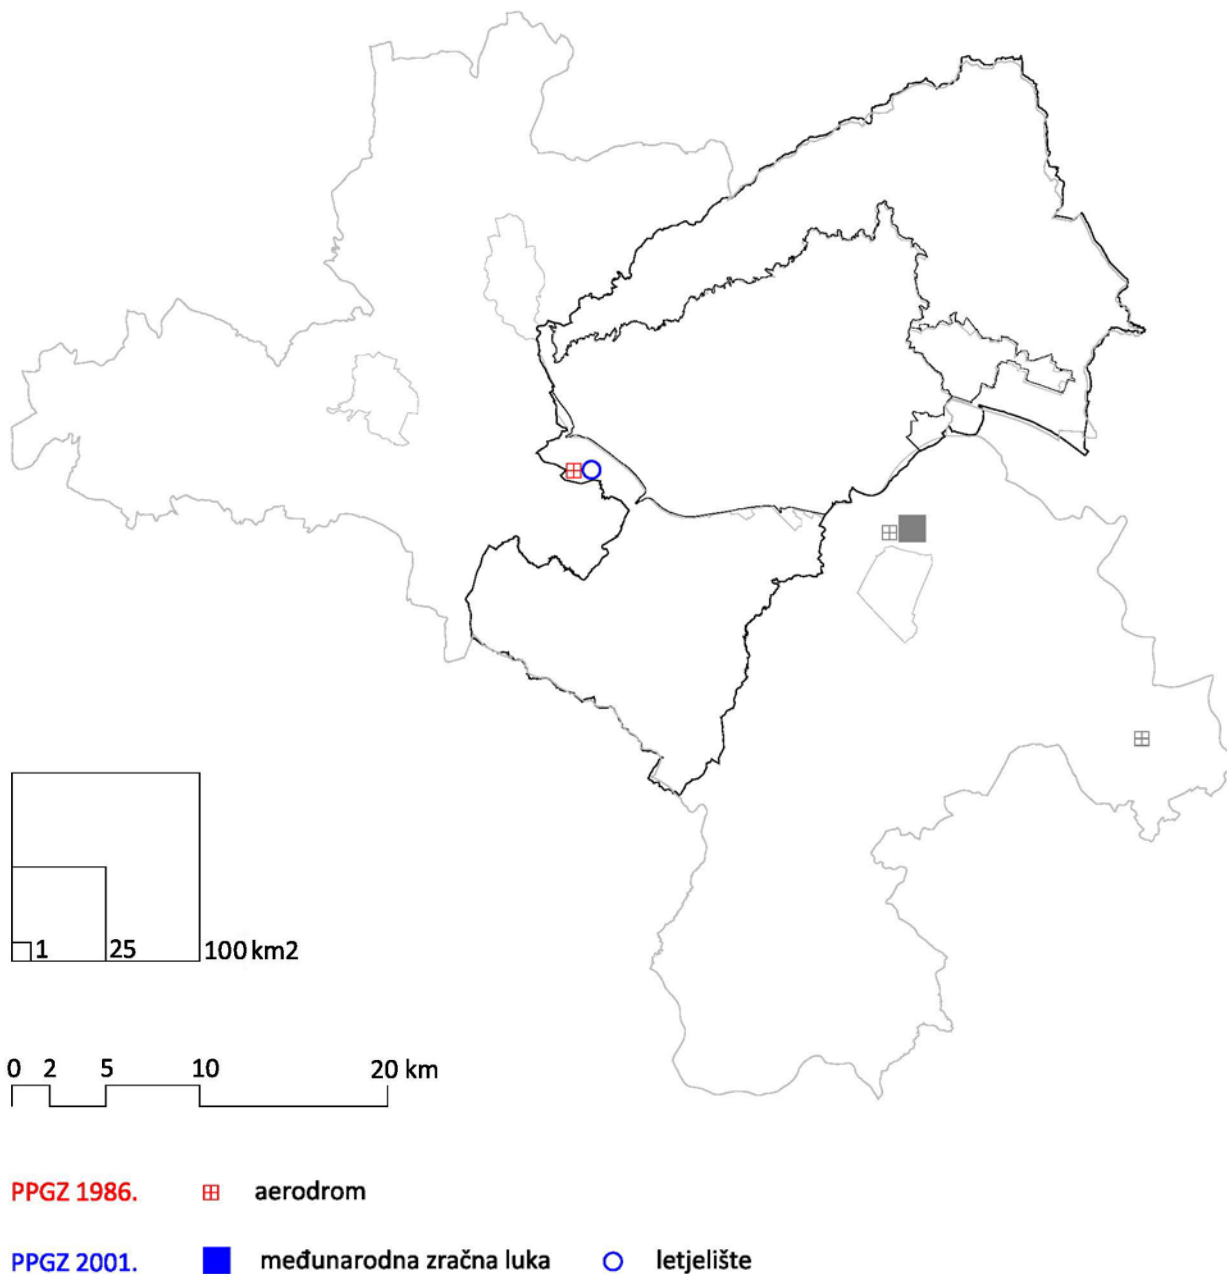 1
25
100 km2
0 2 5 10 20 km
PPGZ 1986. aerodrom
PPGZ 2001. međunarodna zračna luka letjelište